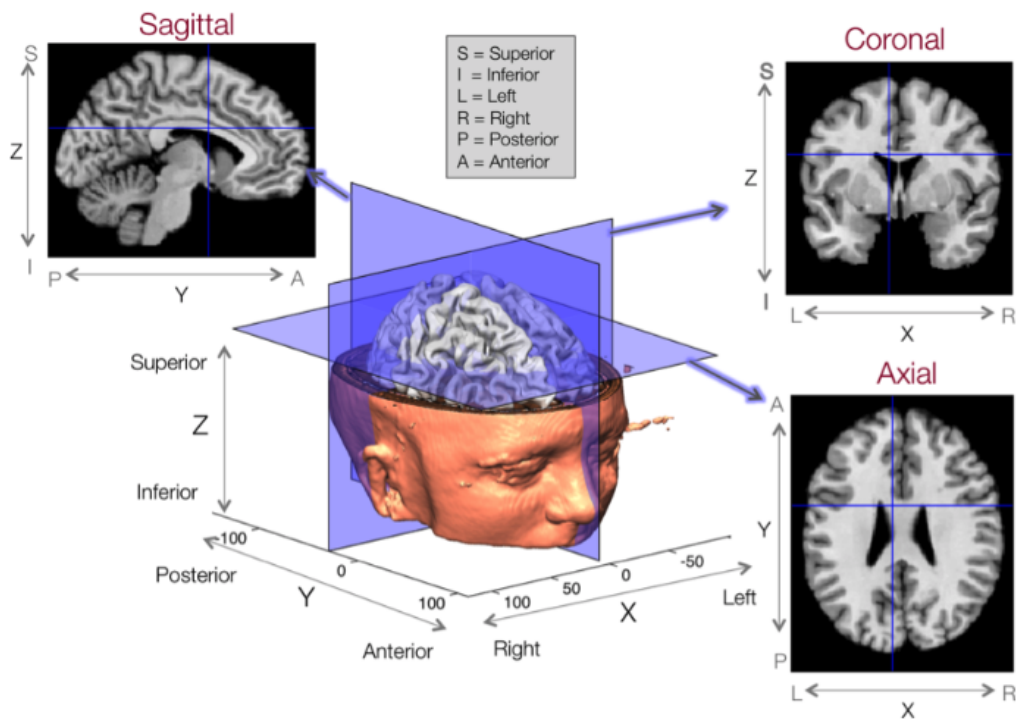 Sagittal
S
Z
I
P
A
Y
S = Superior
I = Inferior
L = Left
R = Right
P = Posterior
A = Anterior
Coronal
S
Z
I
L
R
X
Superior
Z
Inferior
-100
0
100
Posterior
Y
Anterior
100
50
0
-50
Right
X
Left
Axial
A
Y
P
L
R
X